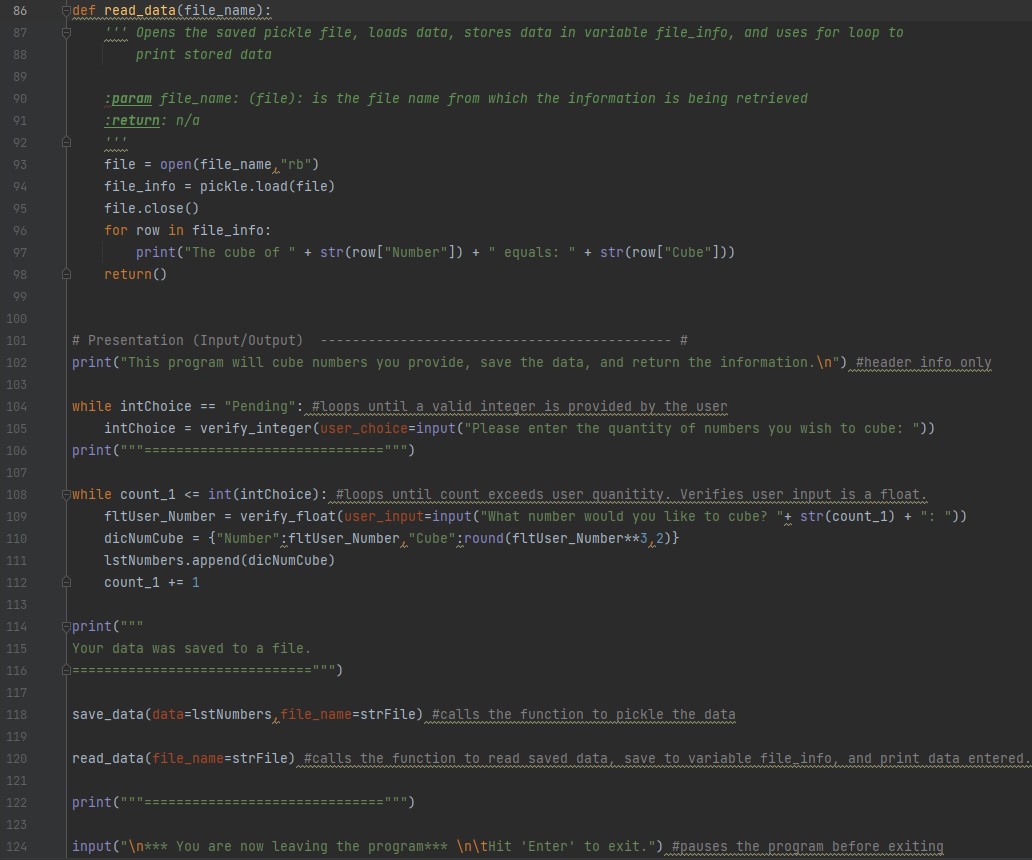 86 def read_data(file_name):
87 ''' Opens the saved pickle file, loads data, stores data in variable file_info, and uses for loop to
88 print stored data
89
90 :param file_name: (file): is the file name from which the information is being retrieved
91 :return: n/a
92 '''
93 file = open(file_name,"rb")
94 file_info = pickle.load(file)
95 file.close()
96 for row in file_info:
97 print("The cube of " + str(row["Number"]) + " equals: " + str(row["Cube"]))
98 return()
99
100
101 # Presentation (Input/Output) -------------------------------------------- #
102 print("This program will cube numbers you provide, save the data, and return the information.\n") #header info only
103
104 while intChoice == "Pending": #loops until a valid integer is provided by the user
105 intChoice = verify_integer(user_choice=input("Please enter the quantity of numbers you wish to cube: "))
106 print("""==============================""")
107
108 while count_1 <= int(intChoice): #loops until count exceeds user quanitity. Verifies user input is a float.
109 fltUser_Number = verify_float(user_input=input("What number would you like to cube? "+ str(count_1) + ": "))
110 dicNumCube = {"Number":fltUser_Number,"Cube":round(fltUser_Number**3,2)}
111 lstNumbers.append(dicNumCube)
112 count_1 += 1
113
114 print("""
115 Your data was saved to a file.
116 ==============================""")
117
118 save_data(data=lstNumbers,file_name=strFile) #calls the function to pickle the data
119
120 read_data(file_name=strFile) #calls the function to read saved data, save to variable file_info, and print data entered.
121
122 print("""==============================""")
123
124 input("\n*** You are now leaving the program*** \n\tHit 'Enter' to exit.") #pauses the program before exiting